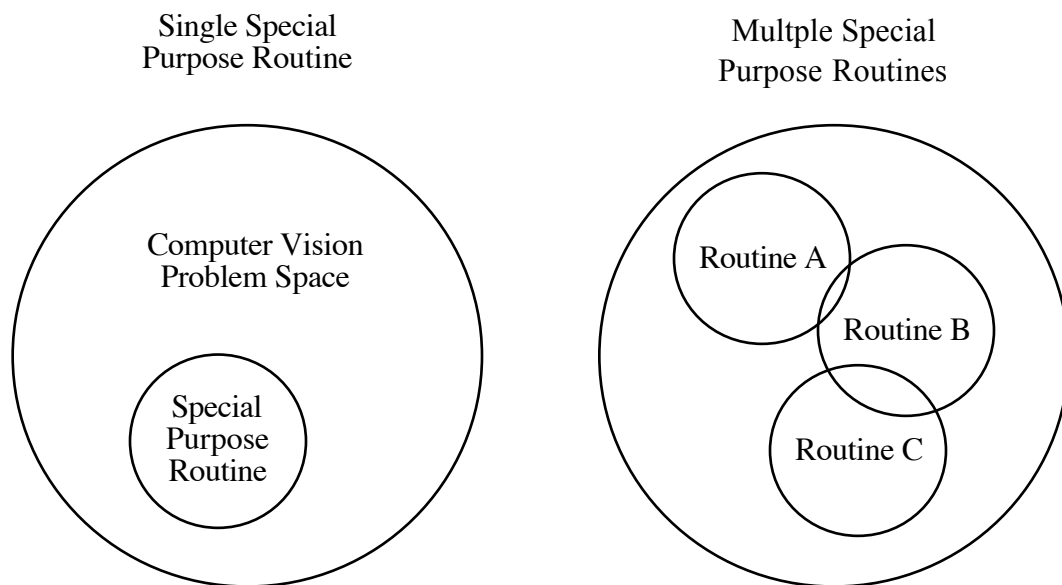 Single Special
Purpose Routine
Computer Vision
Problem Space
Special
Purpose
Routine
Multple Special
Purpose Routines
Routine A
Routine B
Routine C